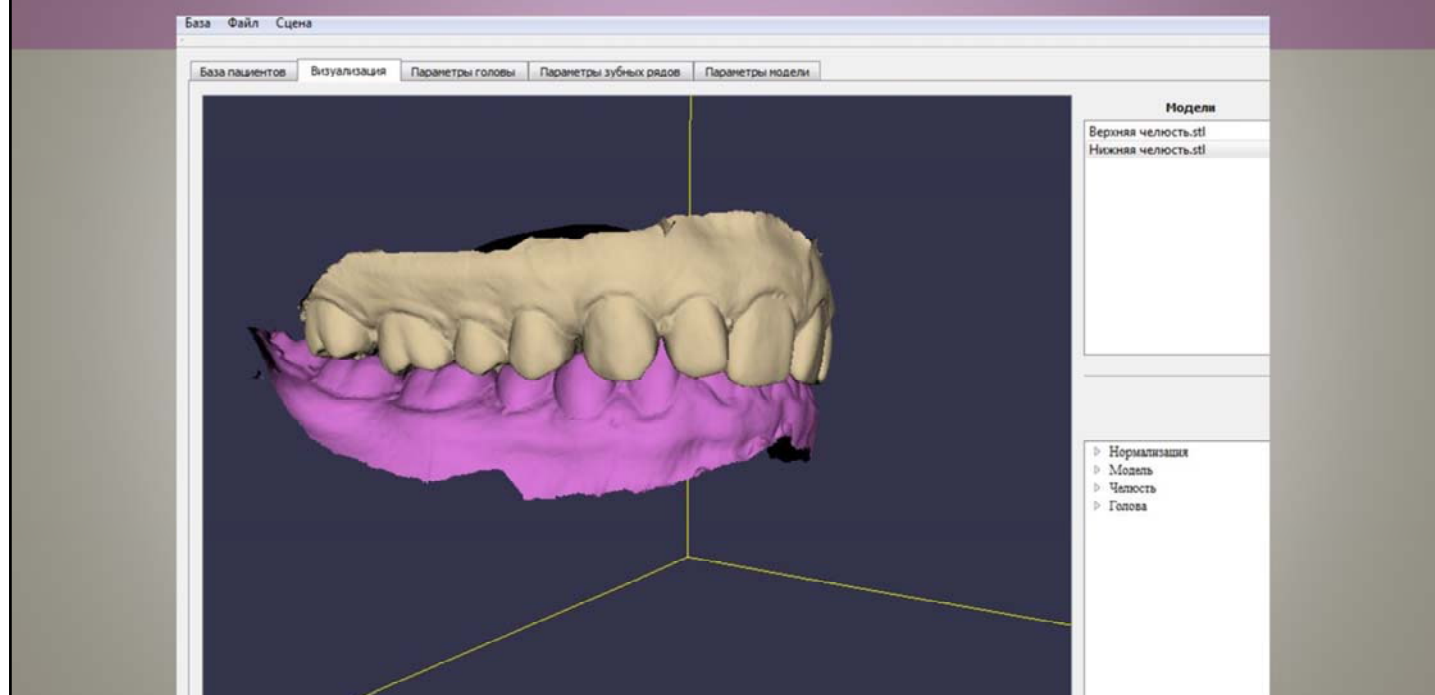 База Файл Сцена
База пациентов Визуализация Параметры головы Параметры зубных рядов Параметры модели
Модели
Верхняя челюсть.stl
Нижняя челюсть.stl
Нормализация
Модель
Челюсть
Голова